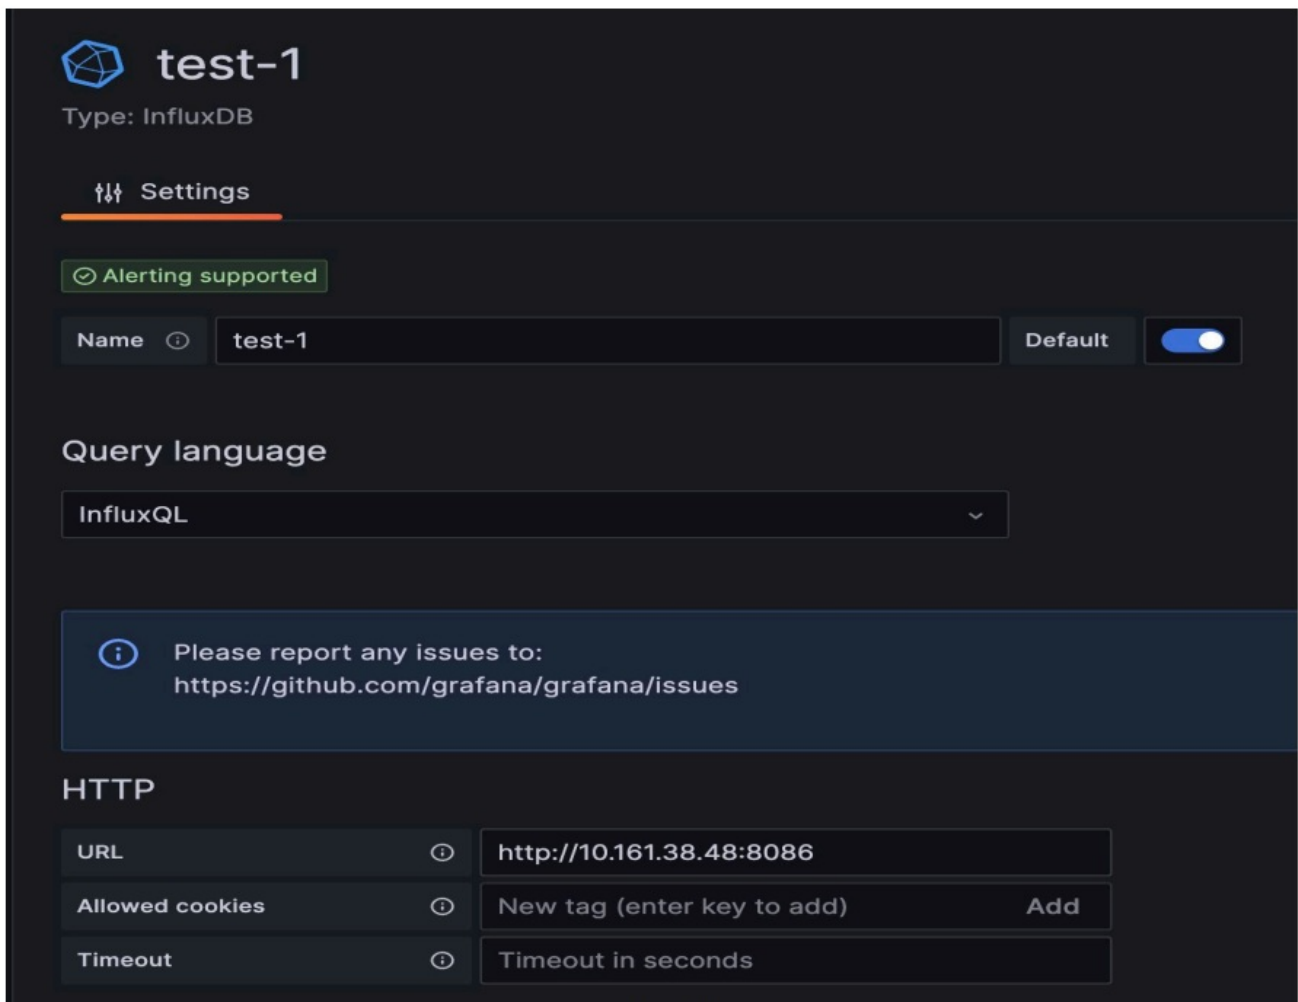 test-1
Type: InfluxDB
Settings
Alerting supported
Name test-1 Default
Query language
InfluxQL
Please report any issues to:
https://github.com/grafana/grafana/issues
HTTP
URL http://10.161.38.48:8086
Allowed cookies New tag (enter key to add) Add
Timeout Timeout in seconds